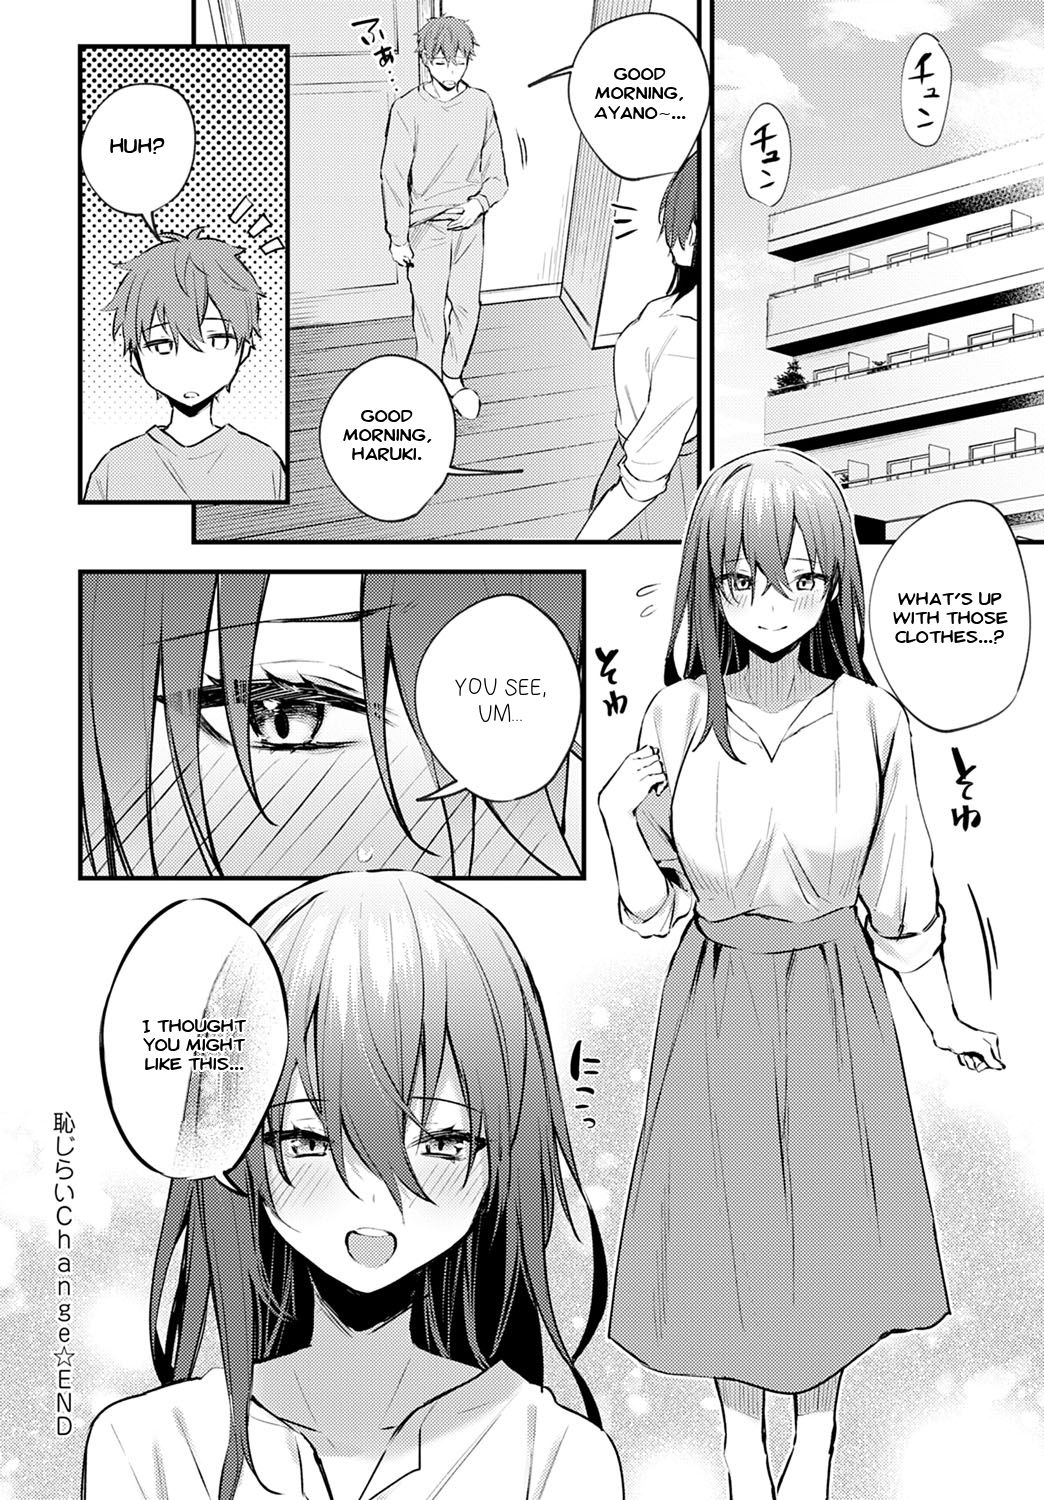 チュン
チュン
GOOD
MORNING,
AYANO~...
ふぁ…
GOOD
MORNING,
HARUKI.
HUH?
WHAT'S UP
WITH THOSE
CLOTHES...?
そわ
そわ
YOU SEE,
UM...
I THOUGHT
YOU MIGHT
LIKE THIS...
にこっ
恥じらいChange☆END